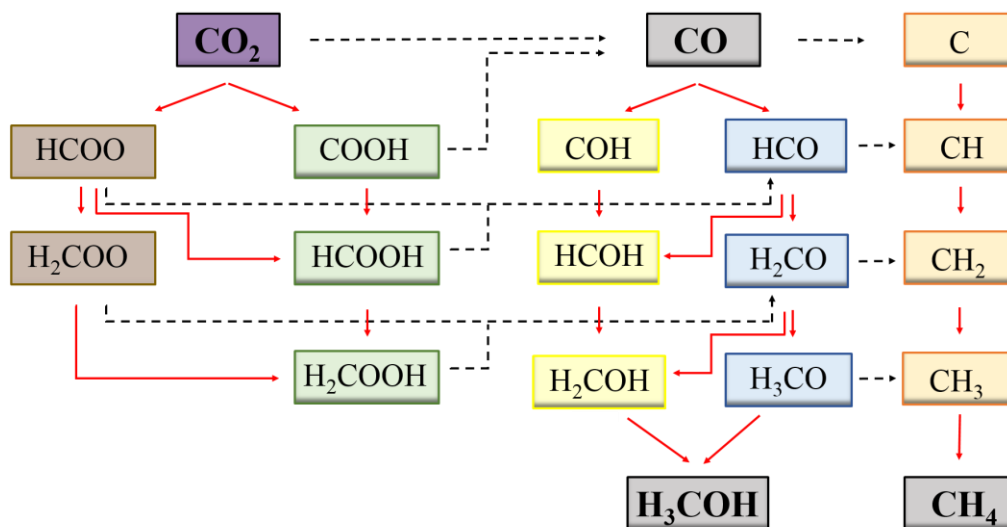 CO₂
CO
C
HCOO
COOH
COH
HCO
CH
H₂COO
HCOOH
HCOH
H₂CO
CH₂
H₂COOH
H₂COH
H₃CO
CH₃
H₃COH
CH₄